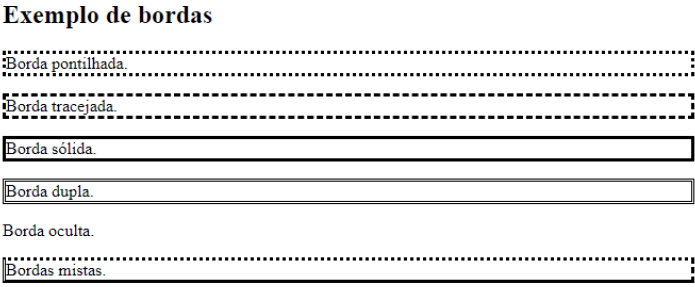 Exemplo de bordas
Borda pontilhada.
Borda tracejada.
Borda sólida.
Borda dupla.
Borda oculta.
Bordas mistas.